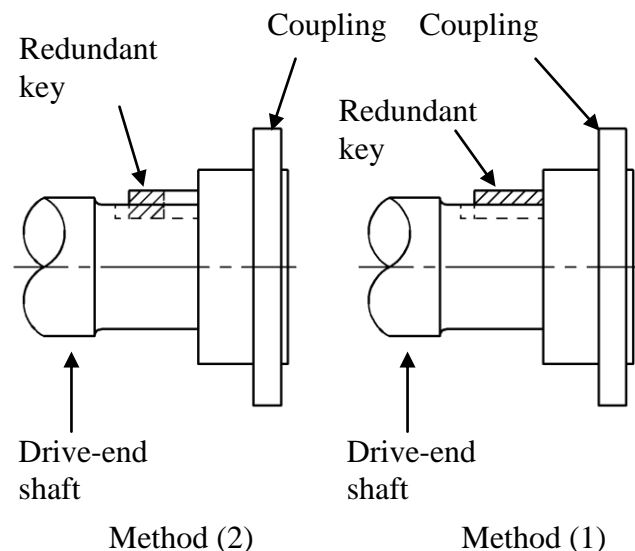 Coupling
Coupling
Redundant
key
Redundant
key
Drive-end
shaft
Drive-end
shaft
Method (2)
Method (1)